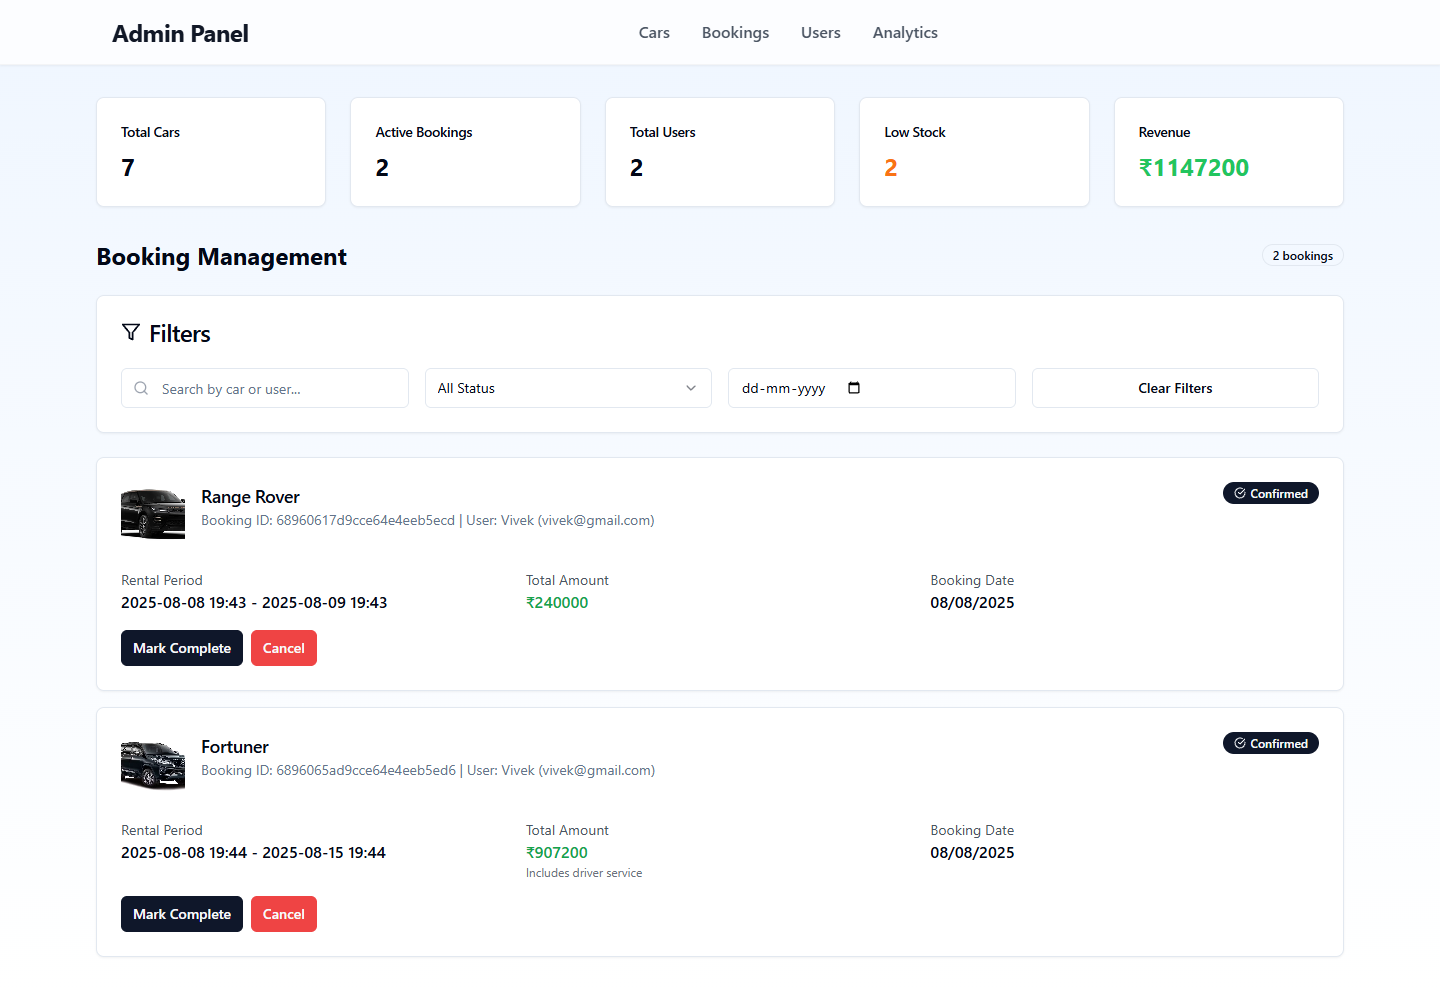 Admin Panel
Cars
Bookings
Users
Analytics
Total Cars
7
Active Bookings
2
Total Users
2
Low Stock
2
Revenue
₹1147200
Booking Management
2 bookings
Filters
Search by car or user...
All Status
dd-mm-yyyy
Clear Filters
Range Rover
Confirmed
Booking ID: 68960617d9cce64e4eeb5ecd | User: Vivek (vivek@gmail.com)
Rental Period
2025-08-08 19:43 - 2025-08-09 19:43
Total Amount
₹240000
Booking Date
08/08/2025
Mark Complete
Cancel
Fortuner
Confirmed
Booking ID: 6896065ad9cce64e4eeb5ed6 | User: Vivek (vivek@gmail.com)
Rental Period
2025-08-08 19:44 - 2025-08-15 19:44
Total Amount
₹907200
Includes driver service
Booking Date
08/08/2025
Mark Complete
Cancel